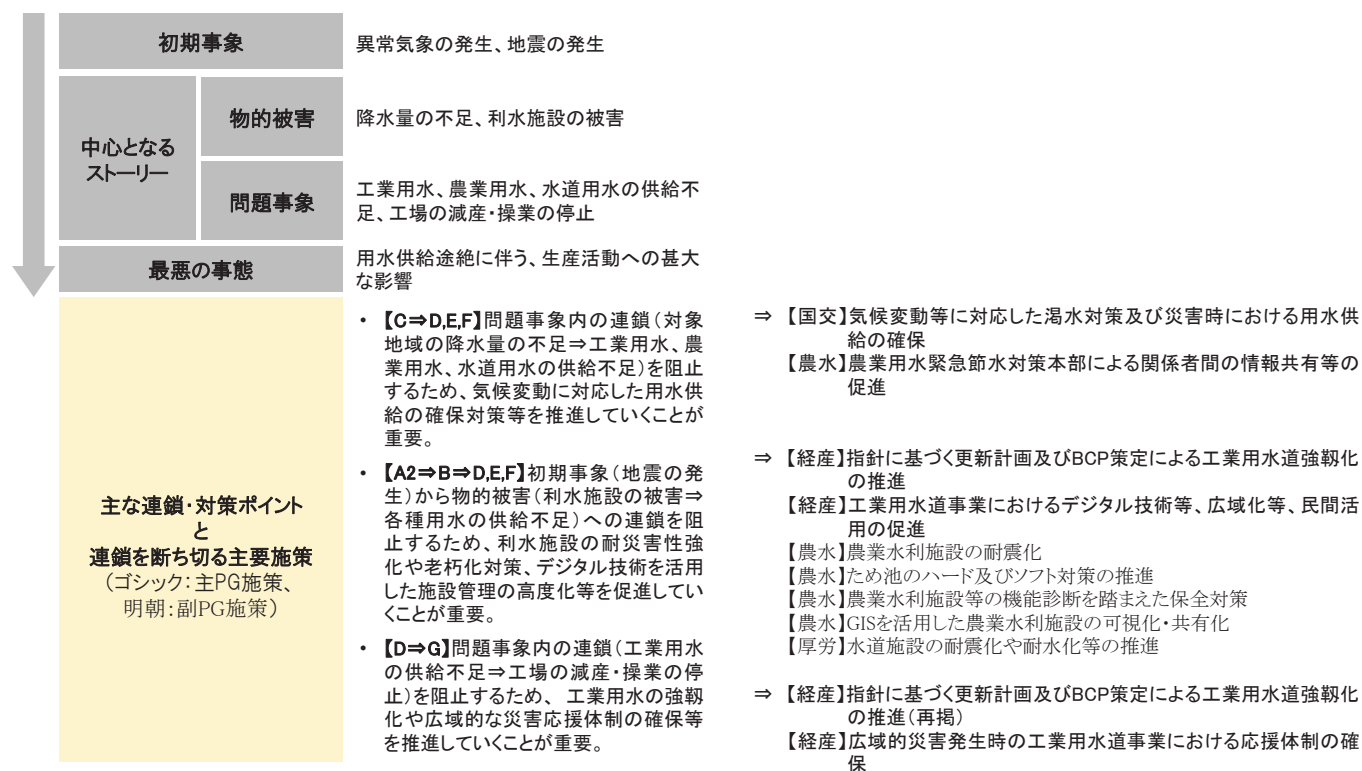 初期事象
異常気象の発生、地震の発生
中心となる
ストーリー
物的被害
降水量の不足、利水施設の被害
問題事象
工業用水、農業用水、水道用水の供給不
足、工場の減産・操業の停止
最悪の事態
用水供給途絶に伴う、生産活動への甚大
な影響
主な連鎖・対策ポイント
と
連鎖を断ち切る主要施策
(ゴシック:主PG施策、
明朝:副PG施策)
・ 【C⇒D,E,F】問題事象内の連鎖(対象
地域の降水量の不足⇒工業用水、農
業用水、水道用水の供給不足)を阻止
するため、気候変動に対応した用水供
給の確保対策等を推進していくことが
重要。
⇒ 【国交】気候変動等に対応した渇水対策及び災害時における用水供
給の確保
【農水】農業用水緊急節水対策本部による関係者間の情報共有等の
促進
・ 【A2⇒B⇒D,E,F】初期事象(地震の発
生)から物的被害(利水施設の被害⇒
各種用水の供給不足)への連鎖を阻
止するため、利水施設の耐災害性強
化や老朽化対策、デジタル技術を活用
した施設管理の高度化等を促進してい
くことが重要。
⇒ 【経産】指針に基づく更新計画及びBCP策定による工業用水道強靱化
の推進
【経産】工業用水道事業におけるデジタル技術等、広域化等、民間活
用の促進
【農水】農業水利施設の耐震化
【農水】ため池のハード及びソフト対策の推進
【農水】農業水利施設等の機能診断を踏まえた保全対策
【農水】GISを活用した農業水利施設の可視化・共有化
【厚労】水道施設の耐震化や耐水化等の推進
・ 【D⇒G】問題事象内の連鎖(工業用水
の供給不足⇒工場の減産・操業の停
止)を阻止するため、 工業用水の強靱
化や広域的な災害応援体制の確保等
を推進していくことが重要。
⇒ 【経産】指針に基づく更新計画及びBCP策定による工業用水道強靱化
の推進(再掲)
【経産】広域的災害発生時の工業用水道事業における応援体制の確
保